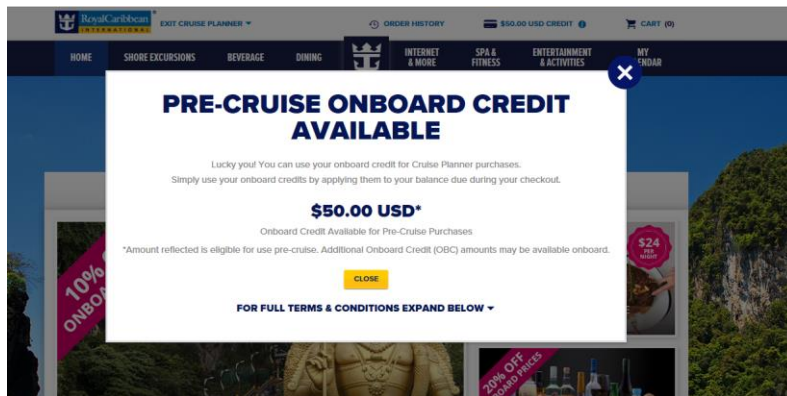 RoyalCaribbean
INTERNATIONAL
EXIT CRUISE PLANNER
ORDER HISTORY
$50.00 USD CREDIT
CART (0)
HOME
SHORE EXCURSIONS
BEVERAGE
DINING
INTERNET
& MORE
SPA &
FITNESS
ENTERTAINMENT
& ACTIVITIES
MY
ENDAR
PRE-CRUISE ONBOARD CREDIT
AVAILABLE
Lucky you! You can use your onboard credit for Cruise Planner purchases.
Simply use your onboard credits by applying them to your balance due during your checkout.
$50.00 USD*
Onboard Credit Available for Pre-Cruise Purchases
*Amount reflected is eligible for use pre-cruise. Additional Onboard Credit (OBC) amounts may be available onboard.
CLOSE
FOR FULL TERMS & CONDITIONS EXPAND BELOW
10%
ONBO
$24
PER
NIGHT
20% OFF
OARD PRICES